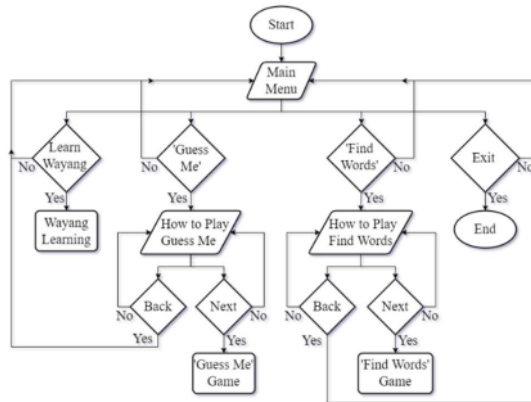 Start
Main
Menu
Learn
Wayang
'Guess
Me'
'Find
Words'
Exit
No
No
No
No
Yes
Yes
Yes
Yes
Wayang
Learning
How to Play
Guess Me
How to Play
Find Words
End
Back
Next
Back
Next
No
No
No
No
Yes
Yes
Yes
Yes
'Guess Me'
Game
'Find Words'
Game